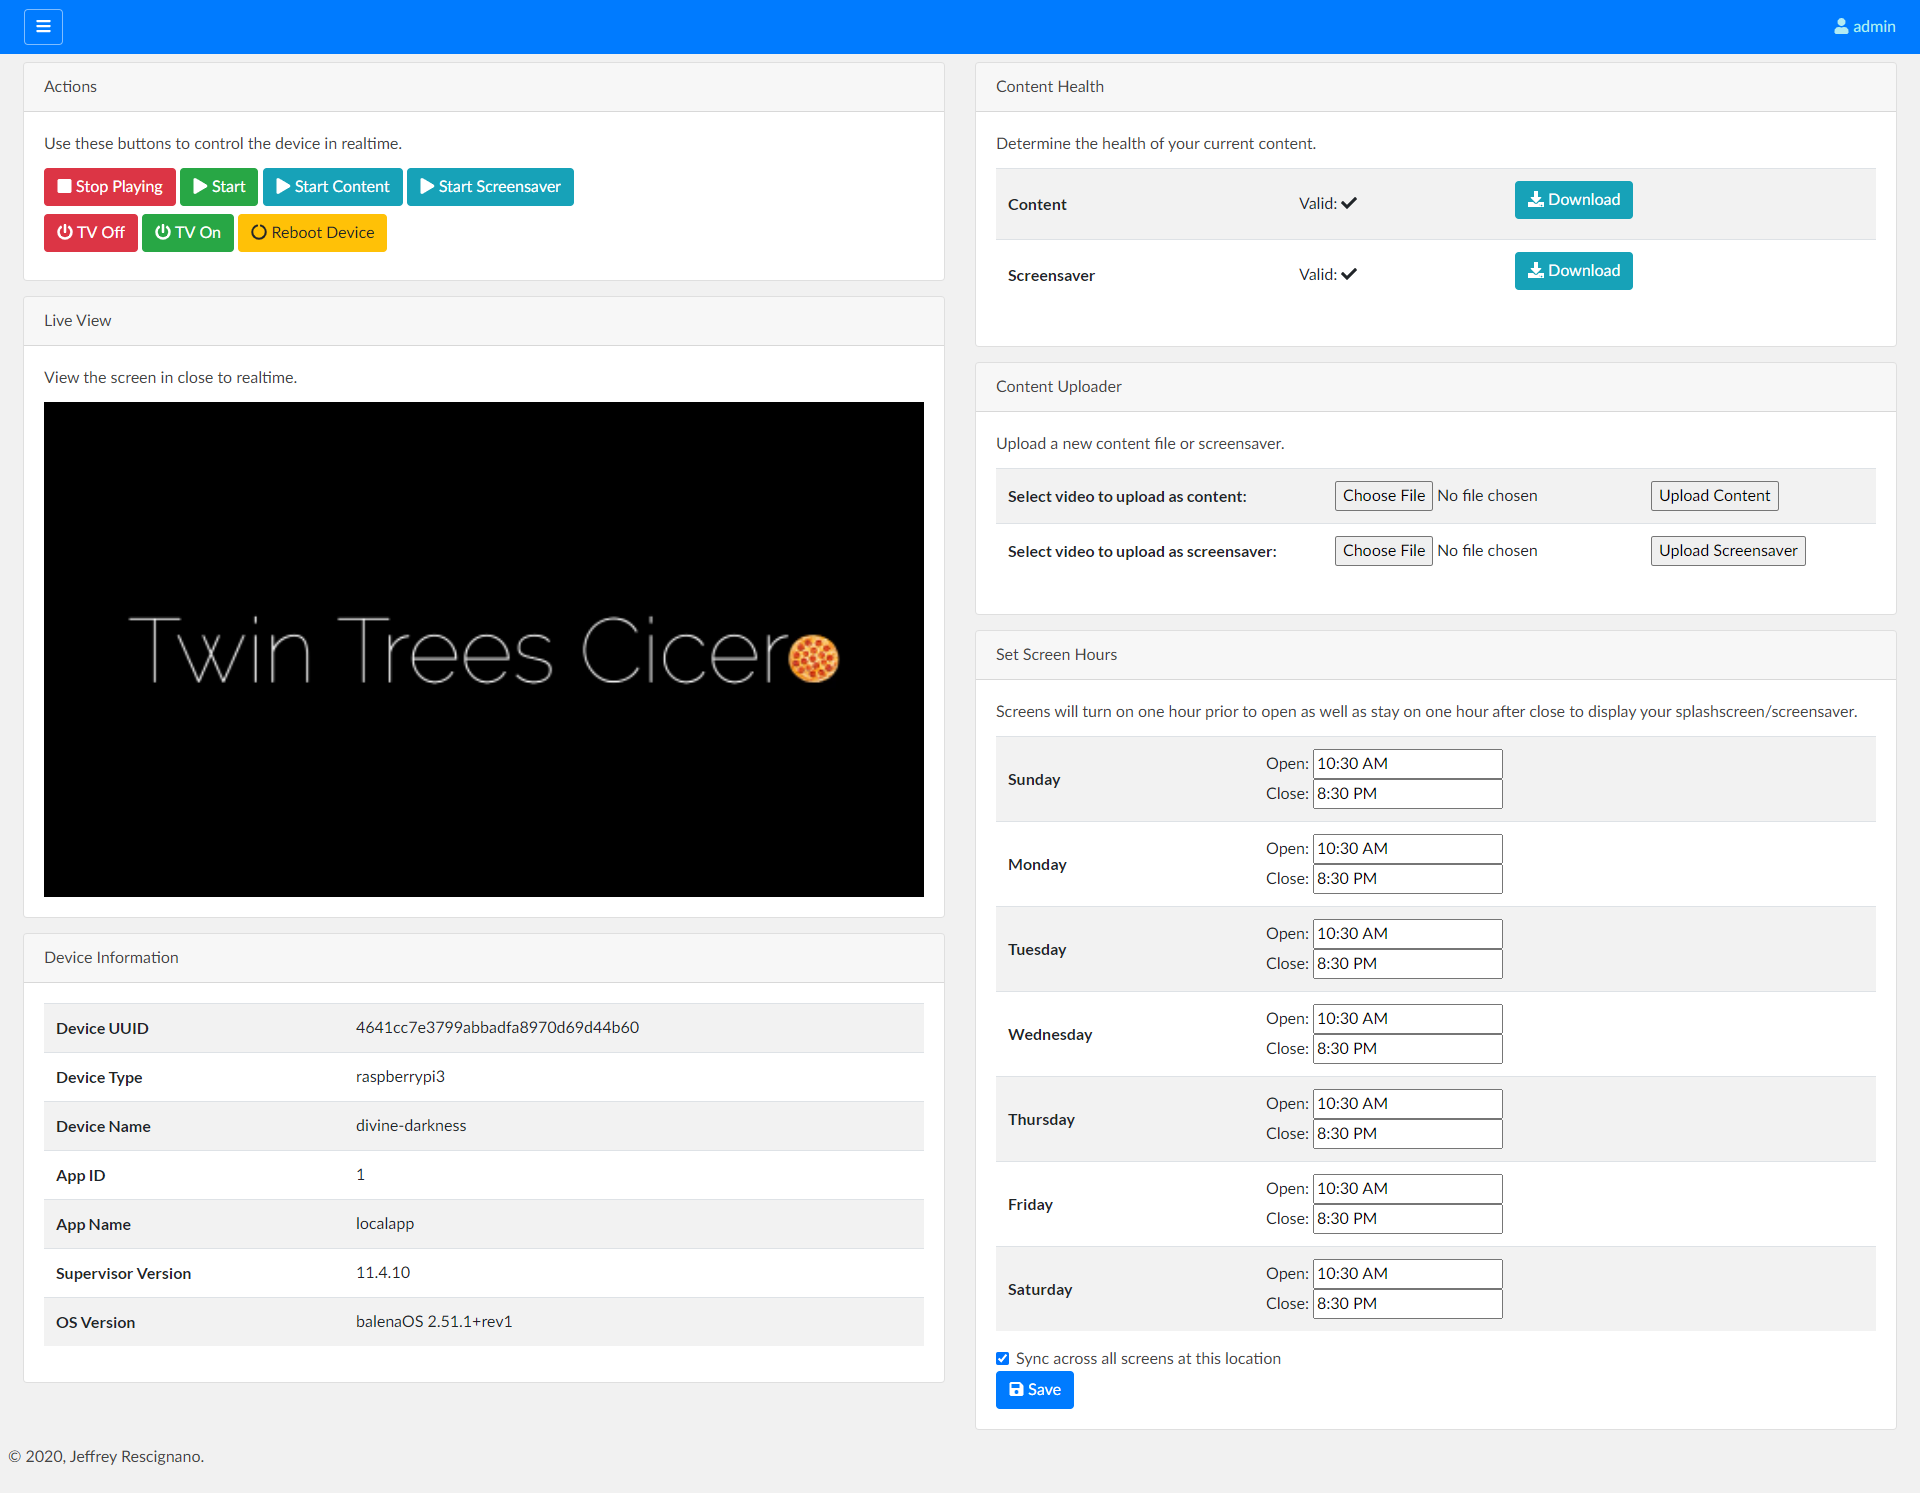 admin
Actions
Use these buttons to control the device in realtime.
Stop Playing Start Start Content Start Screensaver
TV Off TV On Reboot Device
Live View
View the screen in close to realtime.
Twin Trees Cicer
Device Information
Device UUID 4641cc7e3799abbadfa8970d69d44b60
Device Type raspberrypi3
Device Name divine-darkness
App ID 1
App Name localapp
Supervisor Version 11.4.10
OS Version balenaOS 2.51.1+rev1
Content Health
Determine the health of your current content.
Content Valid: Download
Screensaver Valid: Download
Content Uploader
Upload a new content file or screensaver.
Select video to upload as content: Choose File No file chosen Upload Content
Select video to upload as screensaver: Choose File No file chosen Upload Screensaver
Set Screen Hours
Screens will turn on one hour prior to open as well as stay on one hour after close to display your splashscreen/screensaver.
Sunday
Open: 10:30 AM
Close: 8:30 PM
Monday
Open: 10:30 AM
Close: 8:30 PM
Tuesday
Open: 10:30 AM
Close: 8:30 PM
Wednesday
Open: 10:30 AM
Close: 8:30 PM
Thursday
Open: 10:30 AM
Close: 8:30 PM
Friday
Open: 10:30 AM
Close: 8:30 PM
Saturday
Open: 10:30 AM
Close: 8:30 PM
Sync across all screens at this location
Save
© 2020, Jeffrey Rescignano.